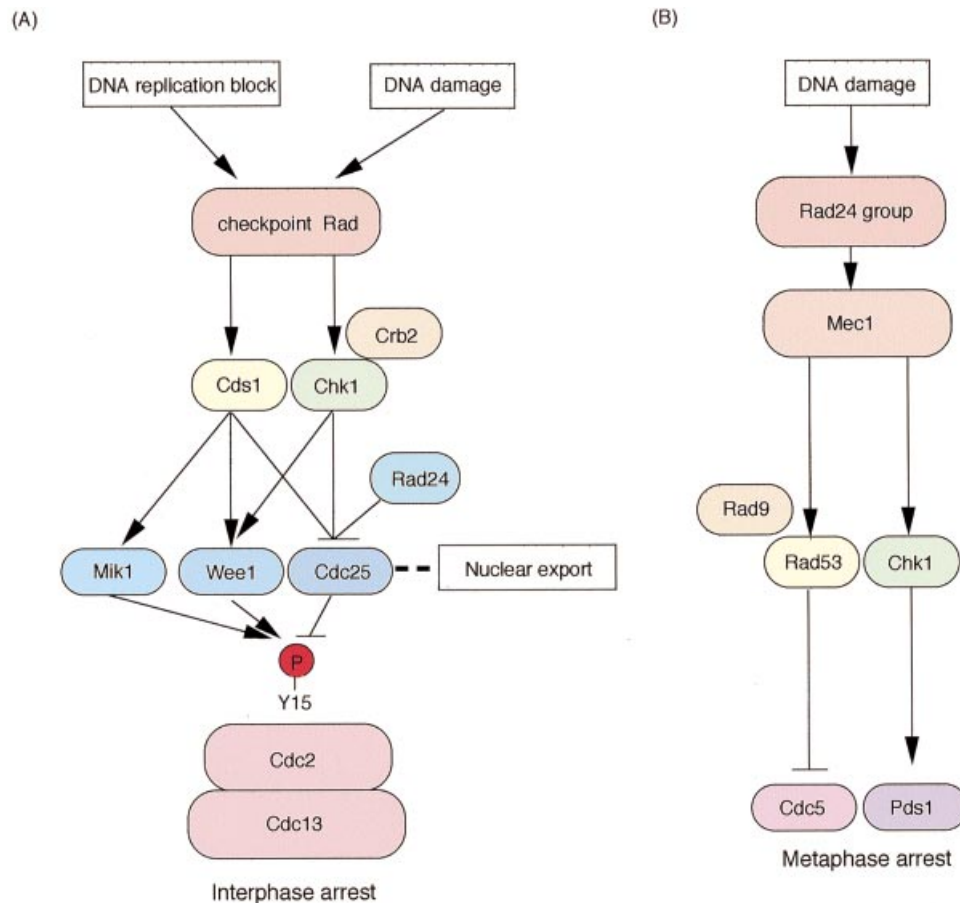 (A)
DNA replication block
DNA damage
checkpoint Rad
Crb2
Cds1
Chk1
Rad24
Mik1
Wee1
Cdc25
Nuclear export
P
Y15
Cdc2
Cdc13
Interphase arrest
(B)
DNA damage
Rad24 group
Mec1
Rad9
Rad53
Chk1
Cdc5
Pds1
Metaphase arrest